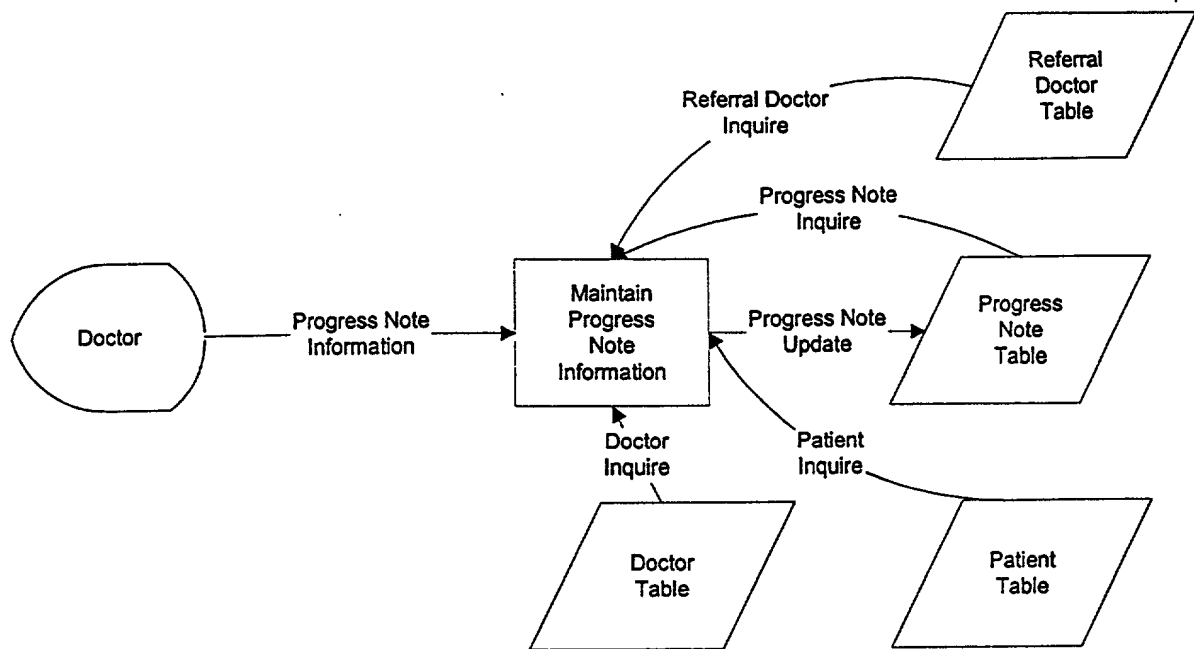 Referral
Doctor
Table
Referral Doctor
Inquire
Progress Note
Inquire
Doctor
Progress Note
Information
Maintain
Progress
Note
Information
Progress Note
Update
Progress
Note
Table
Doctor
Inquire
Patient
Inquire
Doctor
Table
Patient
Table